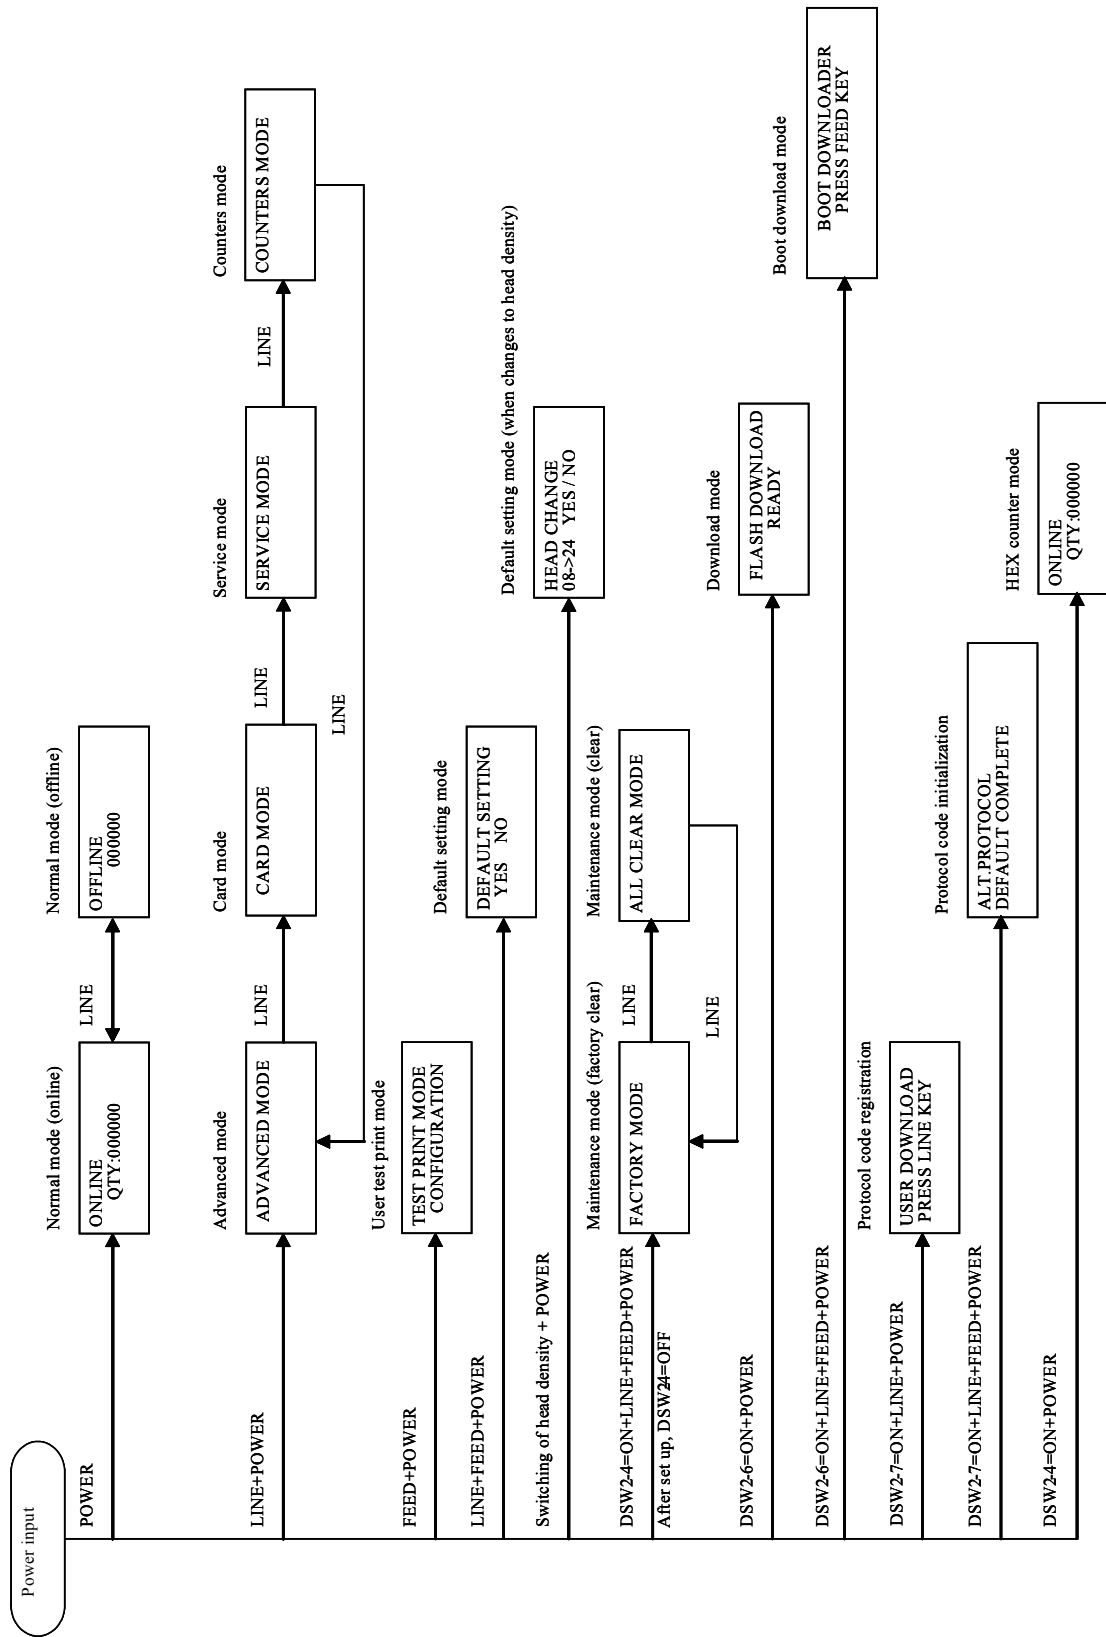 Power input
POWER
Normal mode (online)
ONLINE
QTY:000000
LINE
Normal mode (offline)
OFFLINE
000000
LINE+POWER
Advanced mode
ADVANCED MODE
LINE
Card mode
CARD MODE
LINE
Service mode
SERVICE MODE
LINE
Counters mode
COUNTERS MODE
LINE
FEED+POWER
User test print mode
TEST PRINT MODE
CONFIGURATION
LINE+FEED+POWER
Default setting mode
DEFAULT SETTING
YES NO
Switching of head density + POWER
Default setting mode (when changes to head density)
HEAD CHANGE
08->24 YES / NO
DSW2-4=ON+LINE+FEED+POWER
After set up, DSW24=OFF
Maintenance mode (factory clear)
FACTORY MODE
LINE
Maintenance mode (clear)
ALL CLEAR MODE
LINE
DSW2-6=ON+POWER
Download mode
FLASH DOWNLOAD
READY
DSW2-6=ON+LINE+FEED+POWER
Boot download mode
BOOT DOWNLOADER
PRESS FEED KEY
DSW2-7=ON+LINE+POWER
Protocol code registration
USER DOWNLOAD
PRESS LINE KEY
DSW2-7=ON+LINE+FEED+POWER
Protocol code initialization
ALT.PROTOCOL
DEFAULT COMPLETE
DSW2-4=ON+POWER
HEX counter mode
ONLINE
QTY:000000